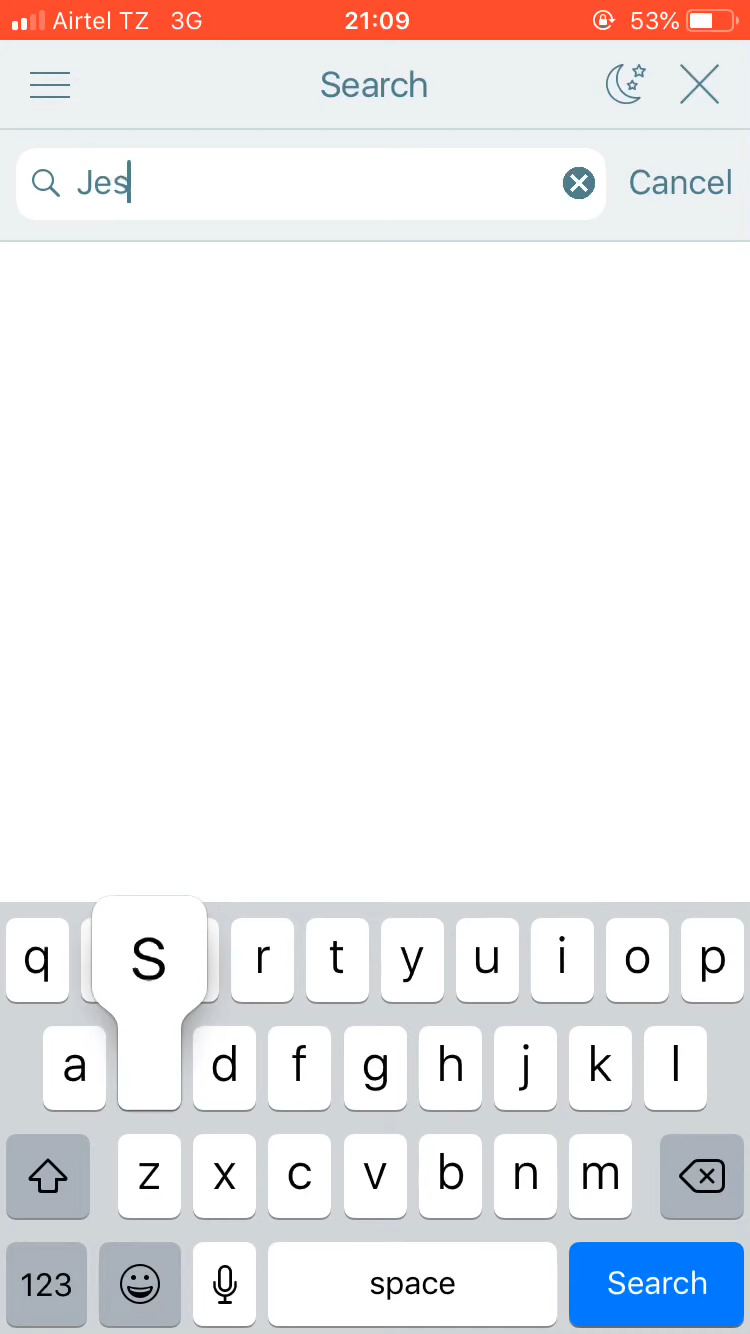 Airtel TZ 3G 21:09 53%
Search
Jes Cancel
q r t y u i o p
S
a d f g h j k l
z x c v b n m
123 space Search